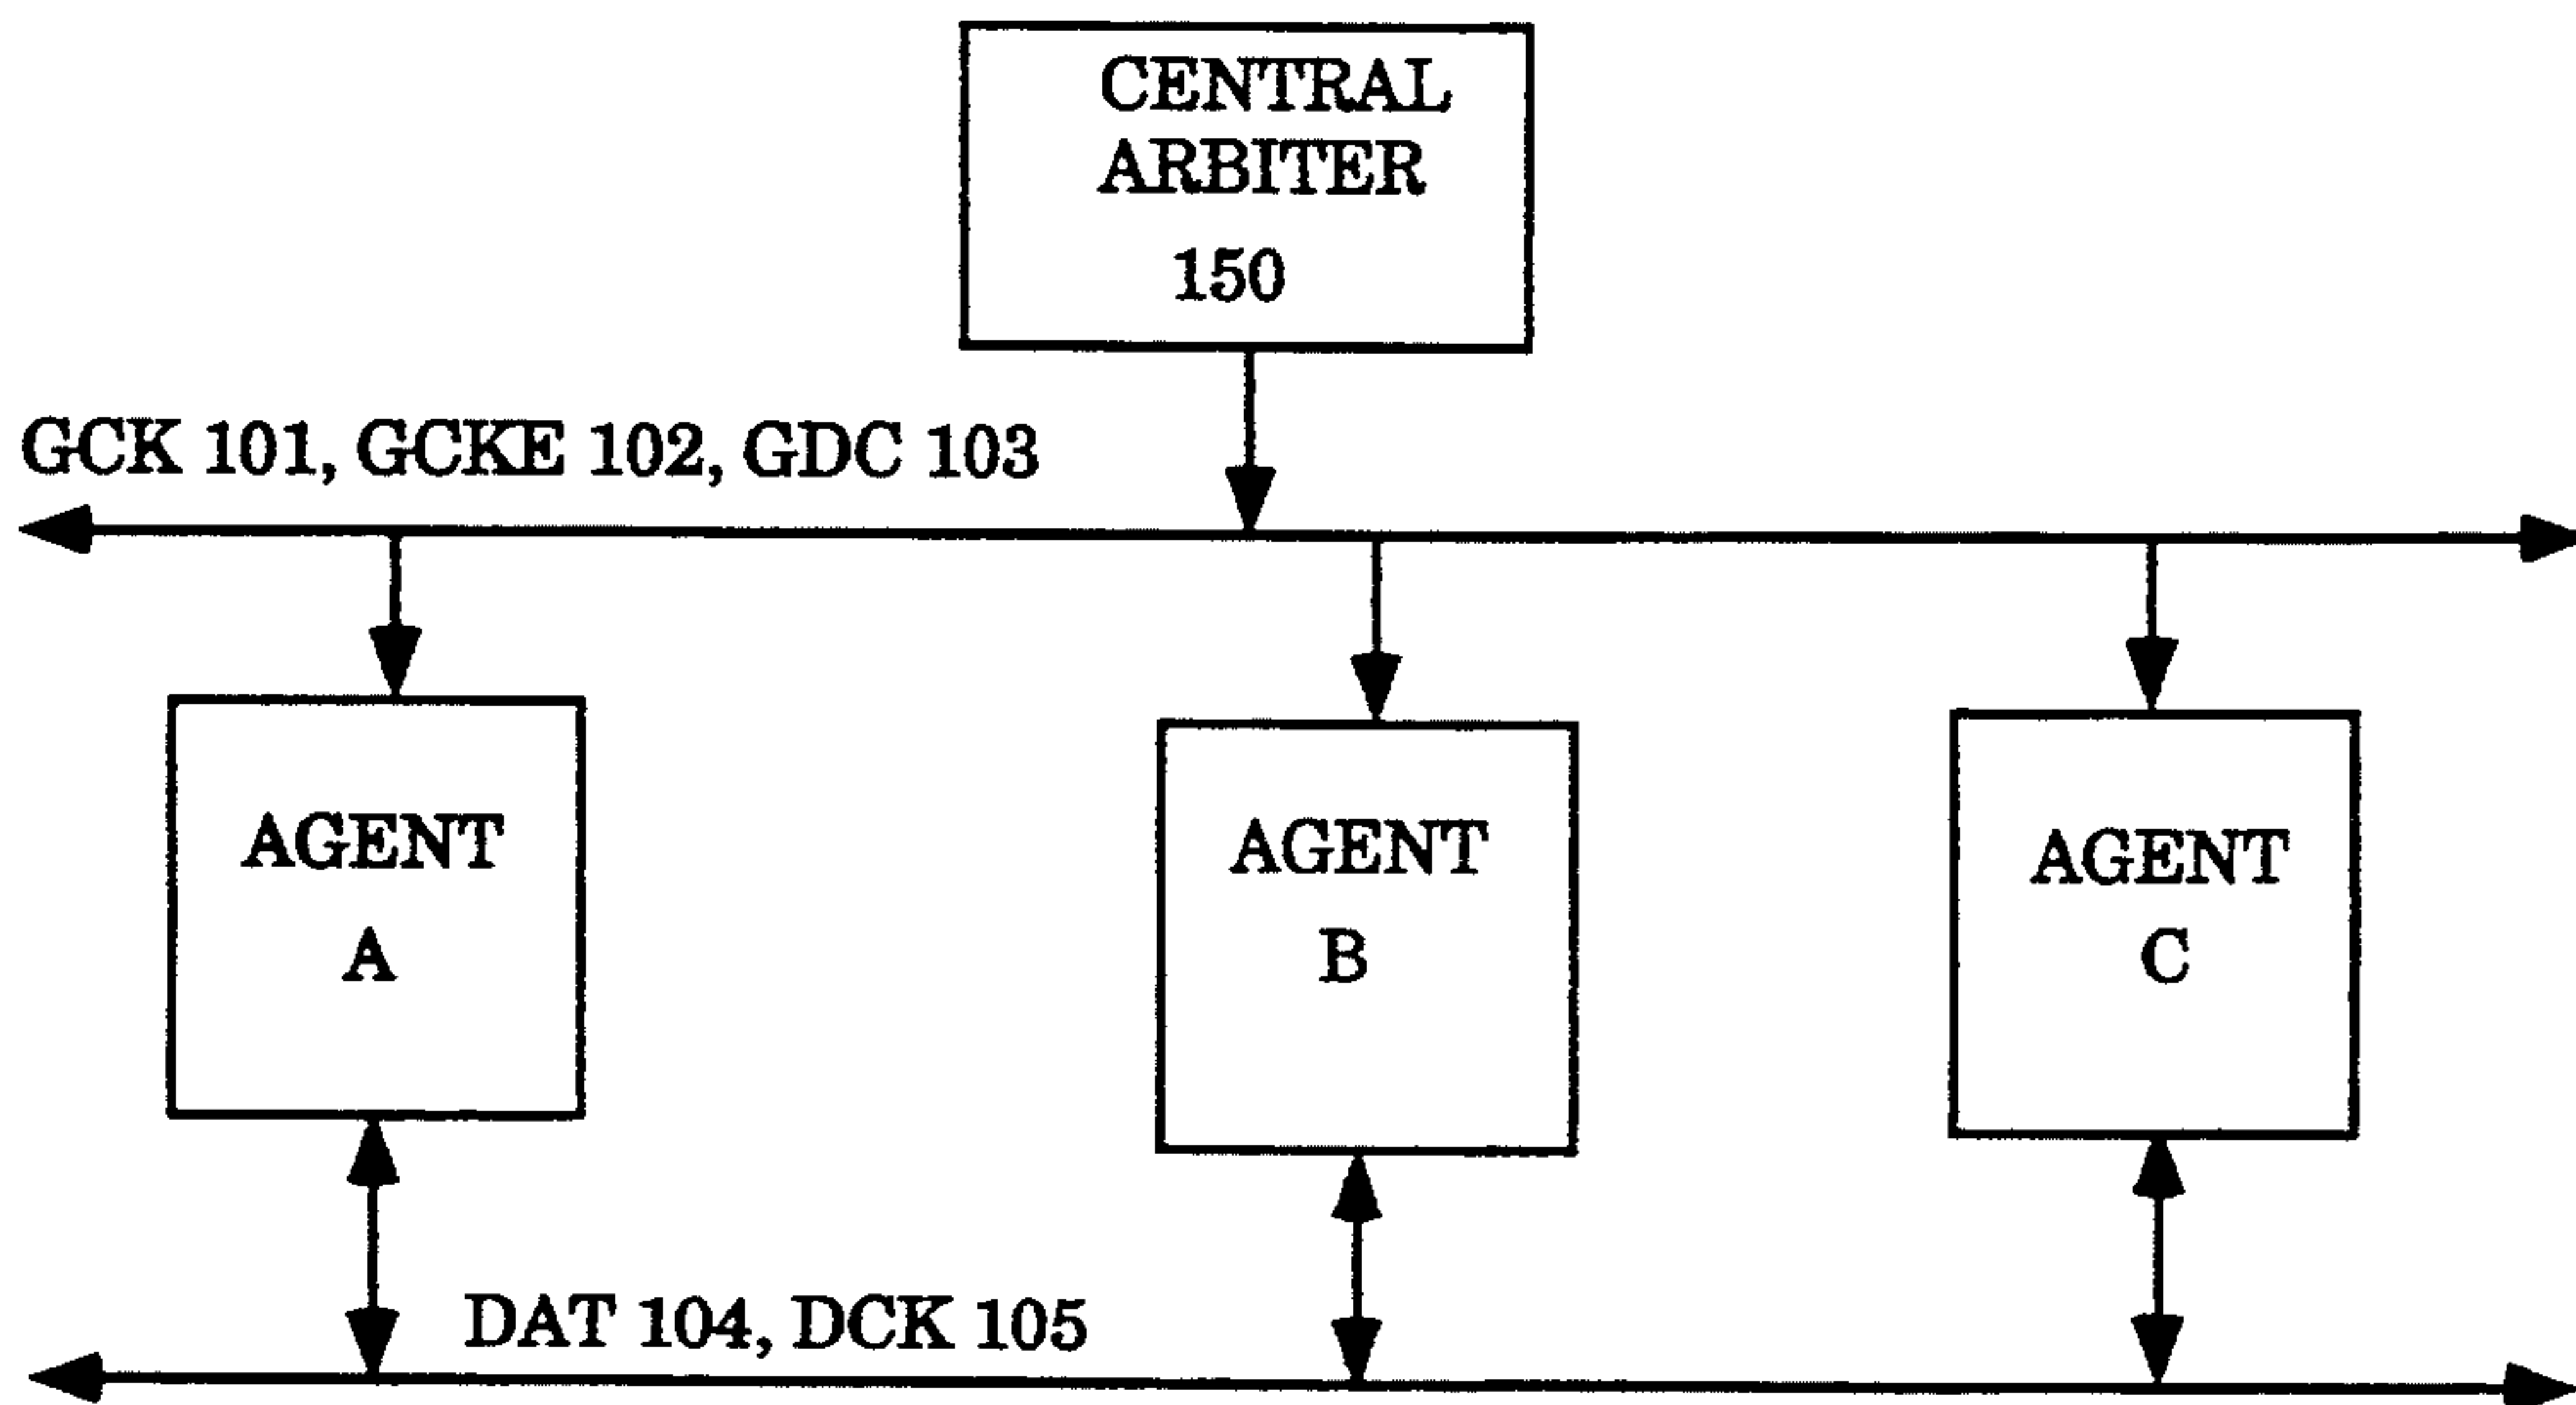 CENTRAL
ARBITER
150
GCK 101, GCKE 102, GDC 103
AGENT
A
AGENT
B
AGENT
C
DAT 104, DCK 105